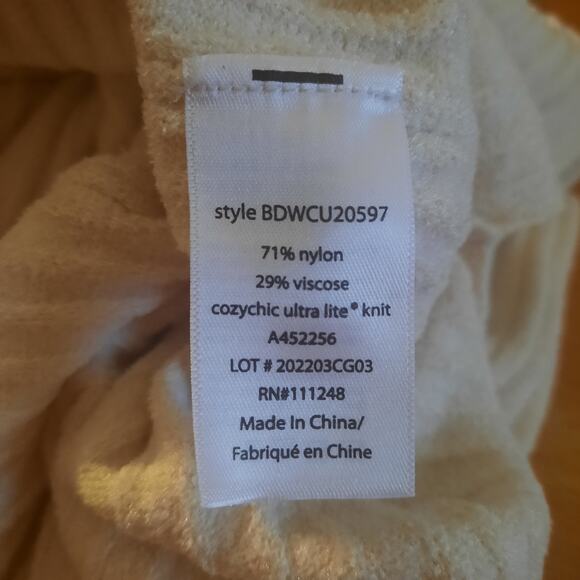 style BDWCU20597
71% nylon
29% viscose
cozychic ultra lite® knit
A452256
LOT # 202203CG03
RN#111248
Made In China/
Fabriqué en Chine